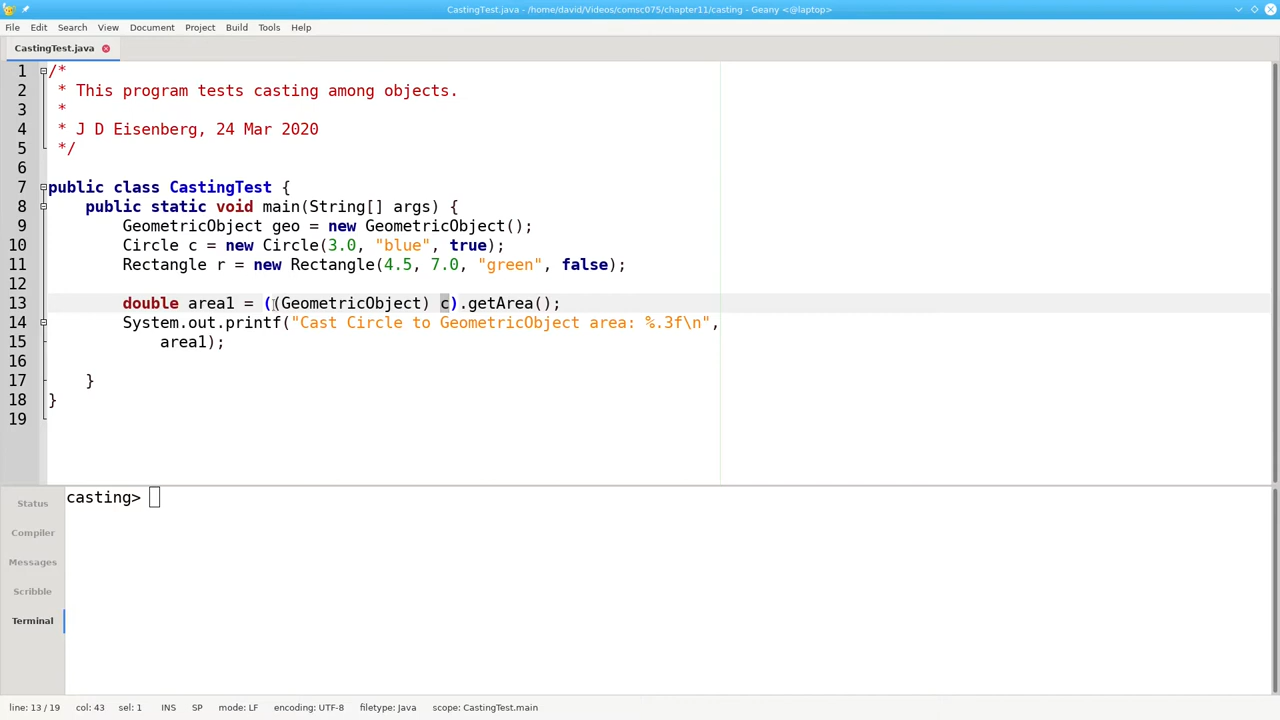 CastingTest.java - /home/david/Videos/comsc075/chapter11/casting - Geany <@laptop>
File Edit Search View Document Project Build Tools Help
CastingTest.java
1 /*
2  * This program tests casting among objects.
3  *
4  * J D Eisenberg, 24 Mar 2020
5  */
6
7 public class CastingTest {
8     public static void main(String[] args) {
9         GeometricObject geo = new GeometricObject();
10         Circle c = new Circle(3.0, "blue", true);
11         Rectangle r = new Rectangle(4.5, 7.0, "green", false);
12
13         double area1 = ((GeometricObject) c).getArea();
14         System.out.printf("Cast Circle to GeometricObject area: %.3f\n",
15             area1);
16
17     }
18 }
19
Status
Compiler
Messages
Scribble
Terminal
casting>
line: 13 / 19 col: 43 sel: 1 INS SP mode: LF encoding: UTF-8 filetype: Java scope: CastingTest.main